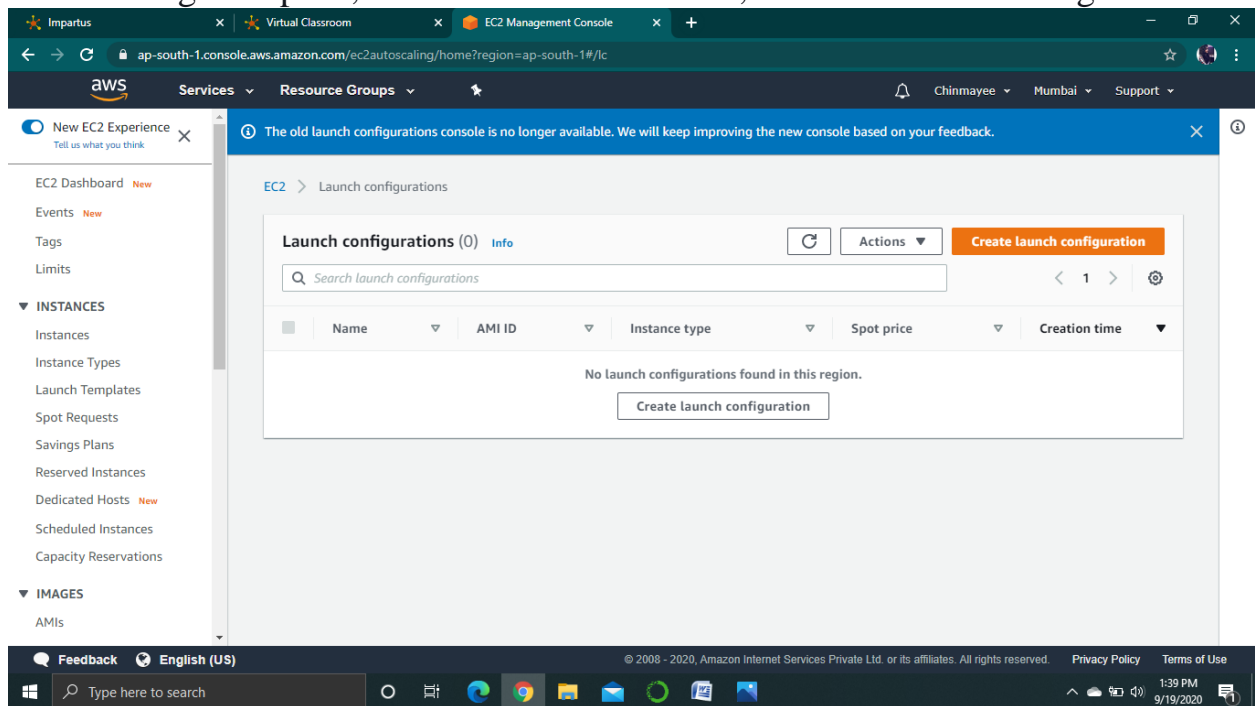 Impartus
Virtual Classroom
EC2 Management Console
ap-south-1.console.aws.amazon.com/ec2autoscaling/home?region=ap-south-1#/lc
aws Services Resource Groups Chinmayee Mumbai Support
New EC2 Experience
Tell us what you think
The old launch configurations console is no longer available. We will keep improving the new console based on your feedback.
EC2 Dashboard New
Events New
Tags
Limits
INSTANCES
Instances
Instance Types
Launch Templates
Spot Requests
Savings Plans
Reserved Instances
Dedicated Hosts New
Scheduled Instances
Capacity Reservations
IMAGES
AMIs
EC2 > Launch configurations
Launch configurations (0) Info
Actions
Create launch configuration
Search launch configurations
< 1 >
Name AMI ID Instance type Spot price Creation time
No launch configurations found in this region.
Create launch configuration
Feedback English (US) © 2008 - 2020, Amazon Internet Services Private Ltd. or its affiliates. All rights reserved. Privacy Policy Terms of Use
Type here to search
1:39 PM
9/19/2020
1